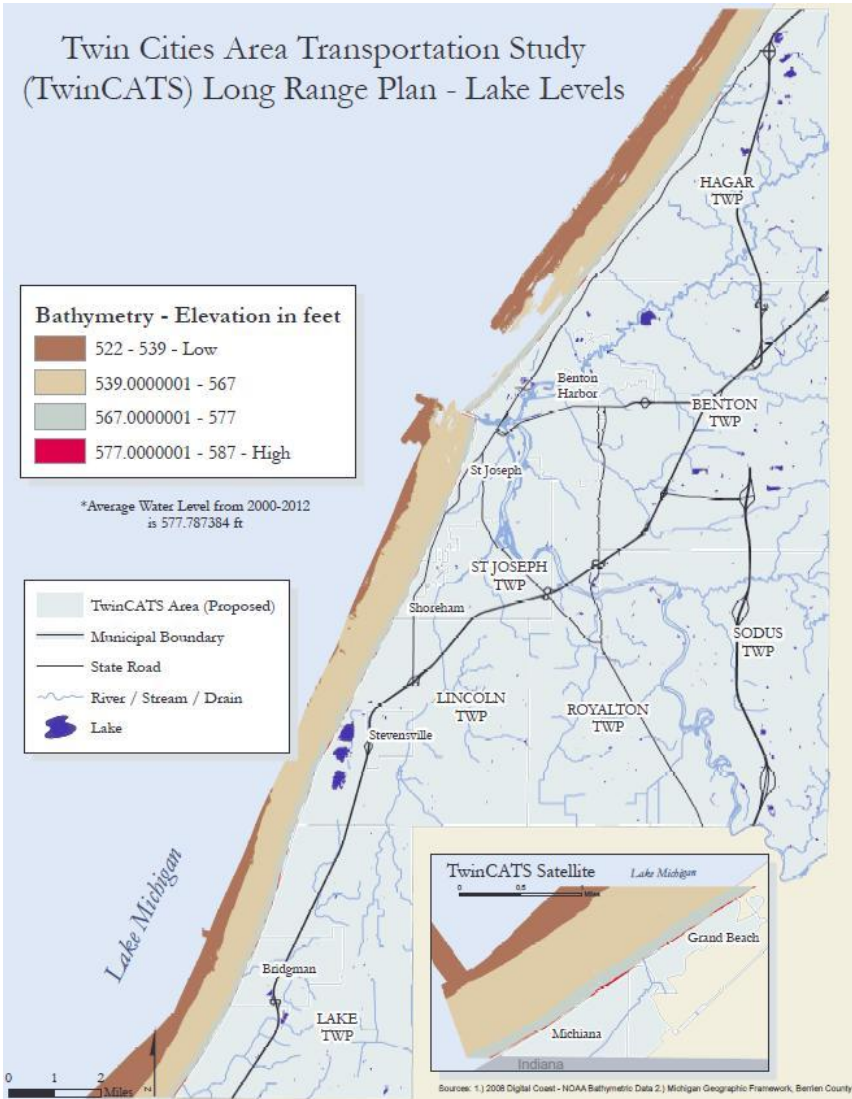 Twin Cities Area Transportation Study
(TwinCATS) Long Range Plan - Lake Levels
HAGAR
TWP
Bathymetry - Elevation in feet
522 - 539 - Low
539.0000001 - 567
567.0000001 - 577
577.0000001 - 587 - High
*Average Water Level from 2000-2012
is 577.787384 ft
Benton
Harbor
BENTON
TWP
St Joseph
ST JOSEPH
TWP
Shoreham
SODUS
TWP
TwinCATS Area (Proposed)
Municipal Boundary
State Road
River / Stream / Drain
Lake
LINCOLN
TWP
ROYALTON
TWP
Stevensville
Lake Michigan
Bridgman
LAKE
TWP
TwinCATS Satellite
Lake Michigan
0 0.5 1
Miles
Grand Beach
Michiana
Indiana
0 1 2
Miles
N
Sources: 1.) 2008 Digital Coast - NOAA Bathymetric Data 2.) Michigan Geographic Framework, Berrien County